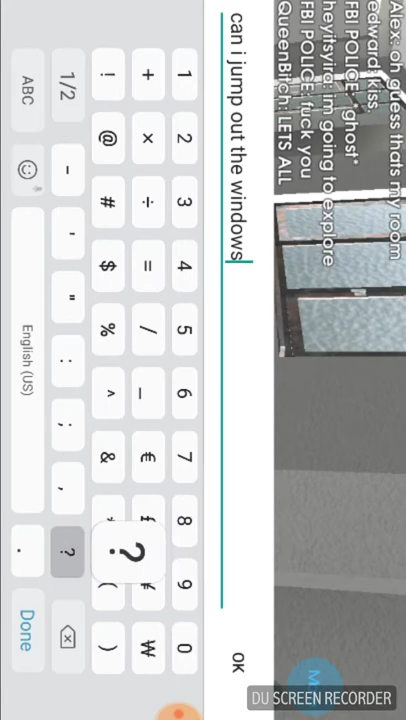 Alex: oh guess thats my room
edward: kiss
FBI POLICE: *ghost*
heyitsyira: im going to explore
FBI POLICE: fuck you
QueenBitch: LETS ALL
can i jump out the windows
OK
1 2 3 4 5 6 7 8 9 0
+ × ÷ = / _ € £ ¥ ₩
! @ # $ % ^ & * ( )
?
1/2 - ' " : ; , ?
ABC English (US) . Done
M
DU SCREEN RECORDER